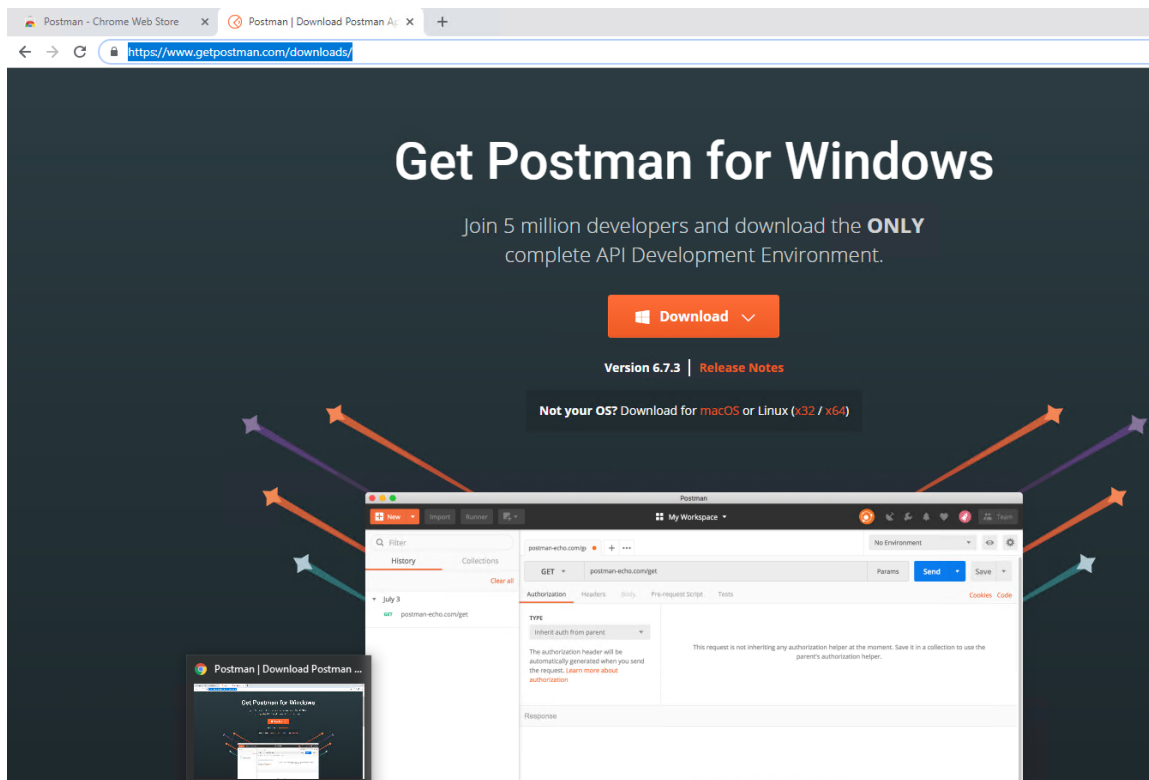 Postman - Chrome Web Store
Postman | Download Postman Ap
https://www.getpostman.com/downloads/
Get Postman for Windows
Join 5 million developers and download the ONLY
complete API Development Environment.
Download
Version 6.7.3 | Release Notes
Not your OS? Download for macOS or Linux (x32 / x64)
Postman
New Import Runner My Workspace Team
Filter
No Environment
History Collections
postman-echo.com/g
Clear all
GET postman-echo.com/get Params Send Save
July 3
GET postman-echo.com/get
Authorization Headers Body Pre-request Script Tests Cookies Code
TYPE
Inherit auth from parent
The authorization header will be
automatically generated when you send
the request. Learn more about
authorization
This request is not inheriting any authorization helper at the moment. Save it in a collection to use the
parent's authorization helper.
Response
Postman | Download Postman ...
Get Postman for Windows